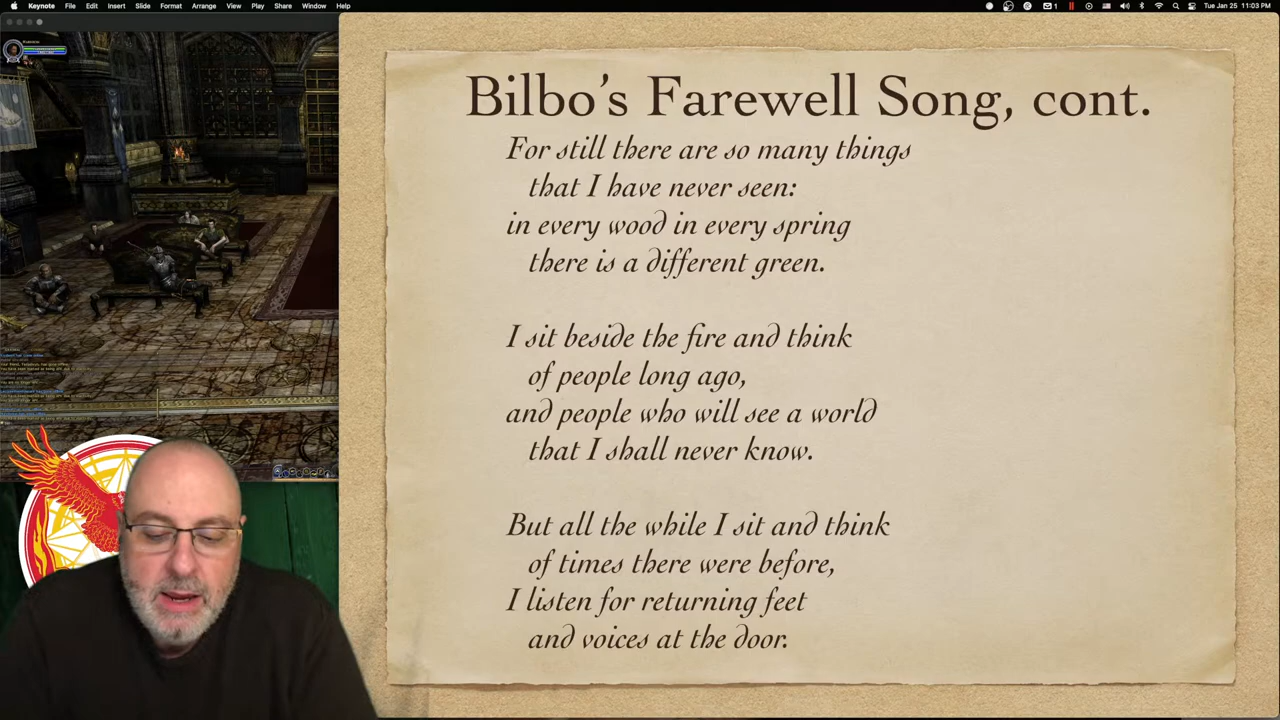 Keynote File Edit Insert Slide Format Arrange View Play Share Window Help
1 Tue Jan 25 11:03 PM
Bilbo's Farewell Song, cont.
For still there are so many things
that I have never seen:
in every wood in every spring
there is a different green.
I sit beside the fire and think
of people long ago,
and people who will see a world
that I shall never know.
But all the while I sit and think
of times there were before,
I listen for returning feet
and voices at the door.